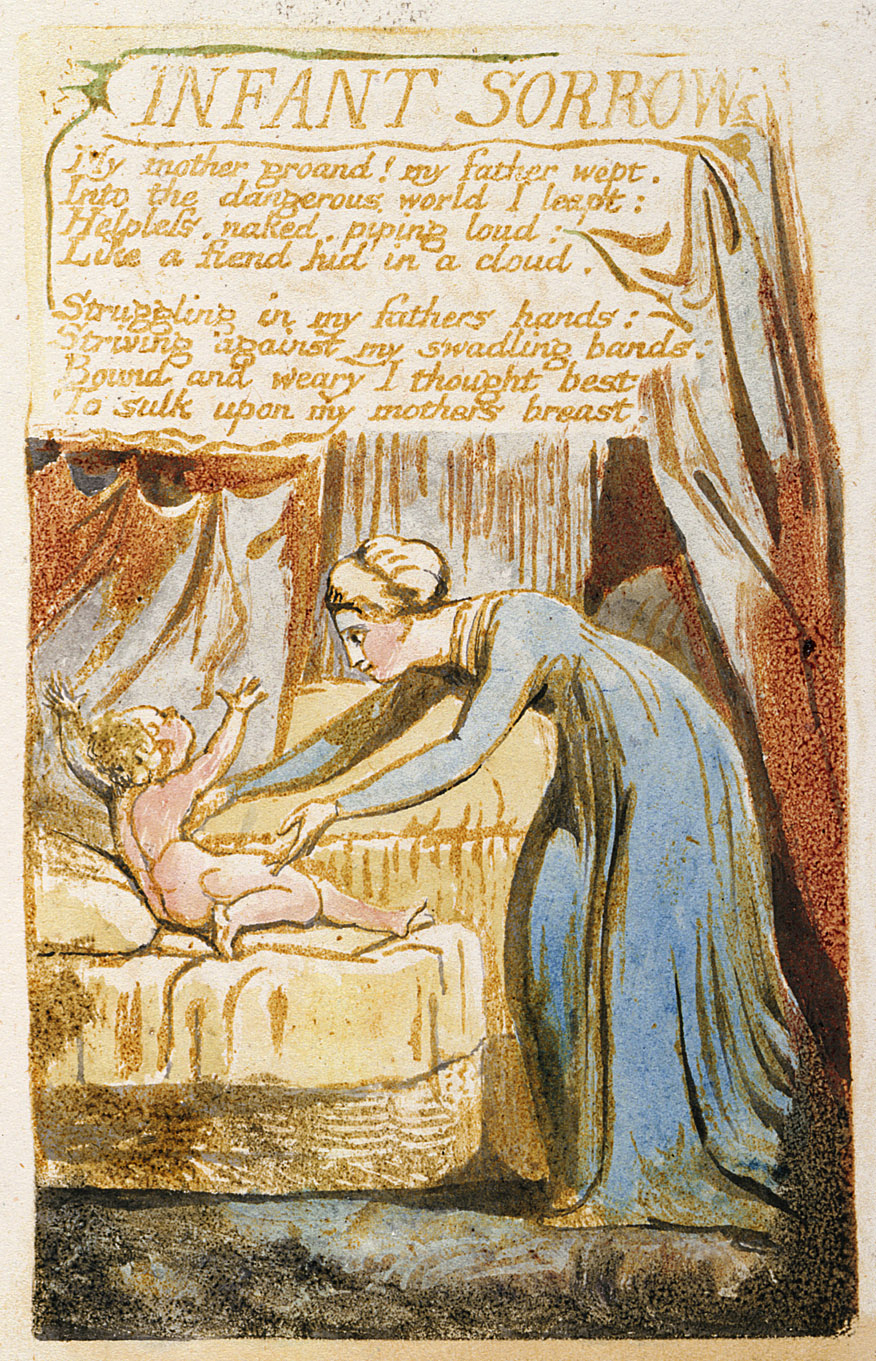 INFANT SORROW
My mother groand! my father wept.
Into the dangerous world I leapt:
Helpless, naked, piping loud:
Like a fiend hid in a cloud.
Struggling in my fathers hands:
Striving against my swadling bands:
Bound and weary I thought best
To sulk upon my mothers breast.